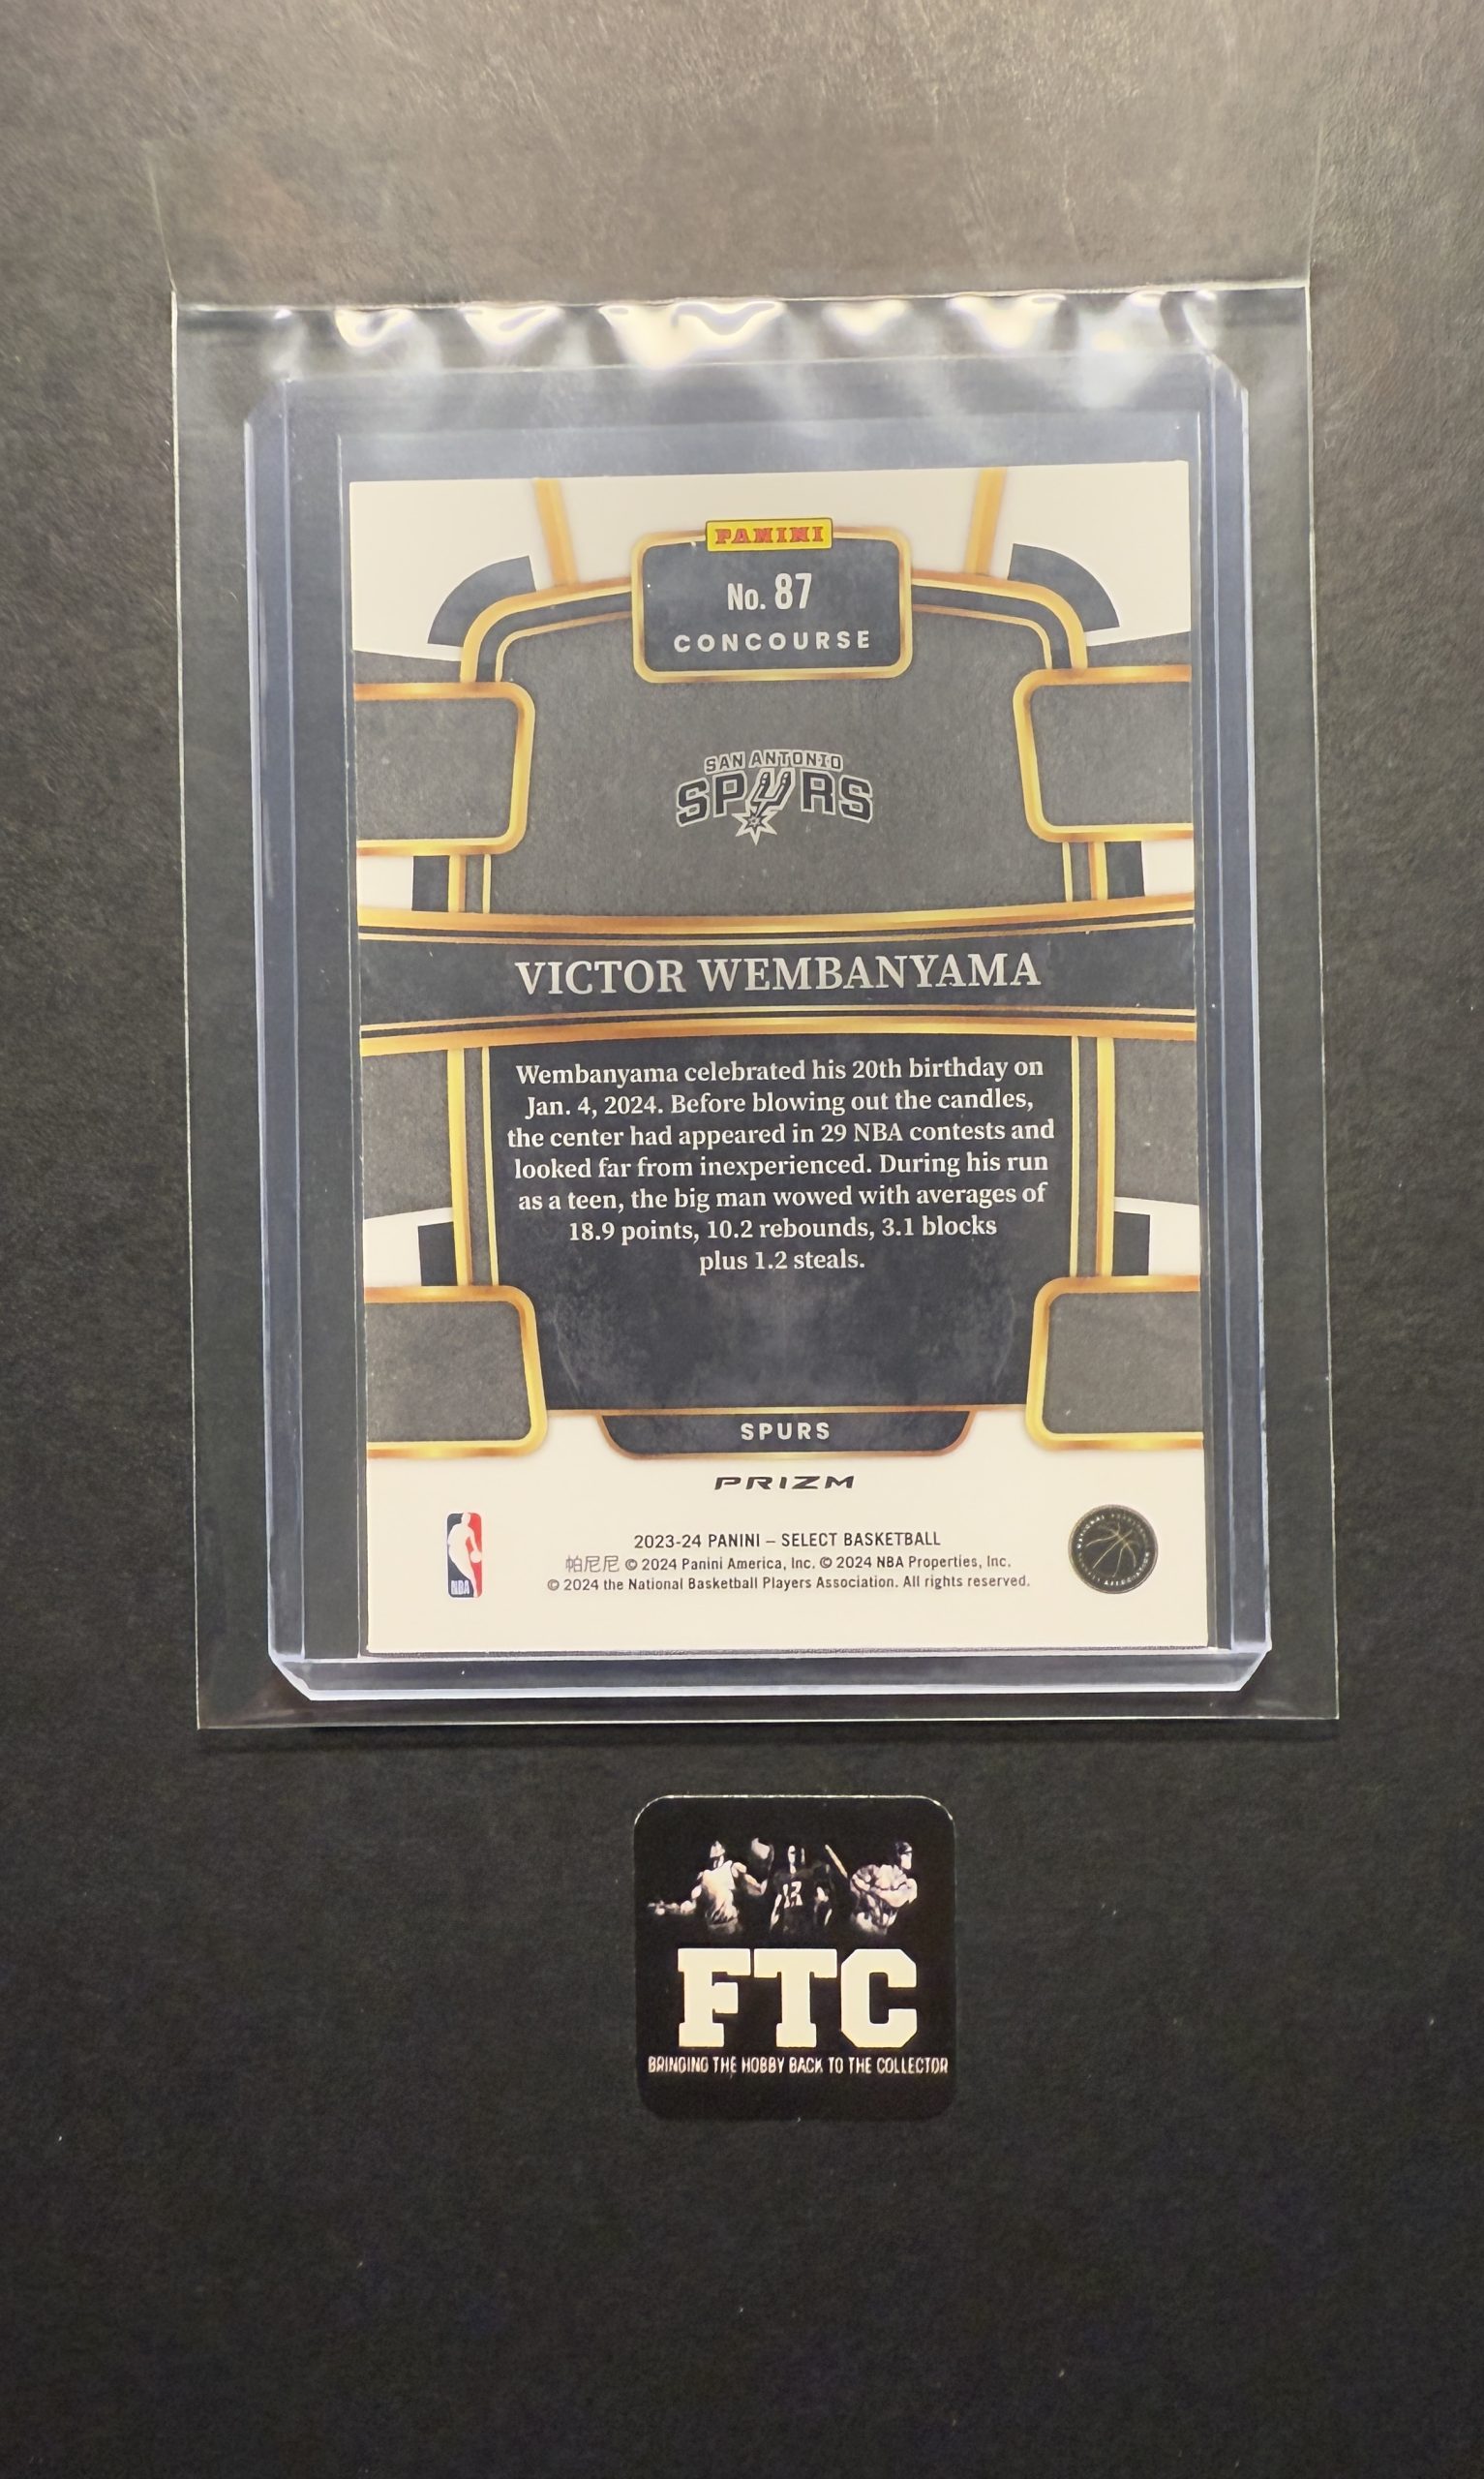 PANINI
No. 87
CONCOURSE
SAN ANTONIO
SPURS
VICTOR WEMBANYAMA
Wembanyama celebrated his 20th birthday on
Jan. 4, 2024. Before blowing out the candles,
the center had appeared in 29 NBA contests and
looked far from inexperienced. During his run
as a teen, the big man wowed with averages of
18.9 points, 10.2 rebounds, 3.1 blocks
plus 1.2 steals.
SPURS
PRIZM
NBA
2023-24 PANINI – SELECT BASKETBALL
帕尼尼 © 2024 Panini America, Inc. © 2024 NBA Properties, Inc.
© 2024 the National Basketball Players Association. All rights reserved.
12
FTC
BRINGING THE HOBBY BACK TO THE COLLECTOR